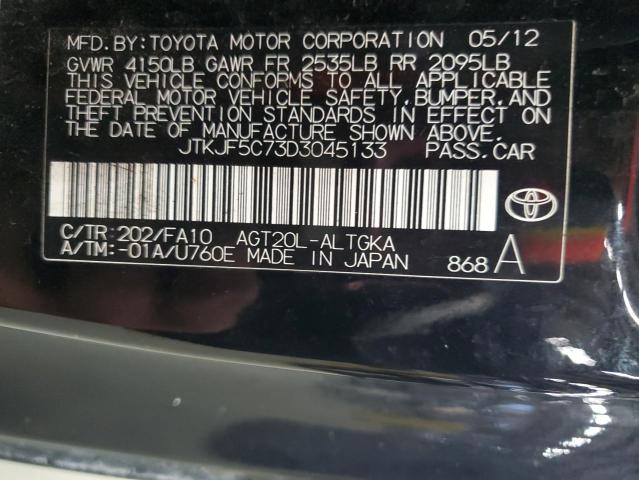 MFD. BY: TOYOTA MOTOR CORPORATION 05/12
GVWR 4150LB GAWR FR 2535LB RR 2095LB
THIS VEHICLE CONFORMS TO ALL APPLICABLE
FEDERAL MOTOR VEHICLE SAFETY, BUMPER, AND
THEFT PREVENTION STANDARDS IN EFFECT ON
THE DATE OF MANUFACTURE SHOWN ABOVE.
JTKJF5C73D3045133 PASS. CAR
C/TR: 202/FA10 AGT20L-ALTGKA
A/TM: -01A/U760E MADE IN JAPAN 868 A